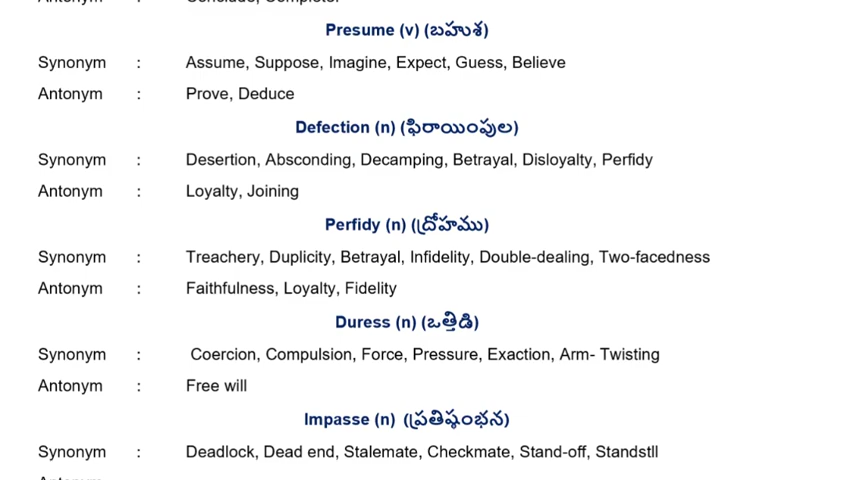 Conclude, Complete.
Presume (v) (బహుశ)
Synonym : Assume, Suppose, Imagine, Expect, Guess, Believe
Antonym : Prove, Deduce
Defection (n) (ఫిరాయింపుల)
Synonym : Desertion, Absconding, Decamping, Betrayal, Disloyalty, Perfidy
Antonym : Loyalty, Joining
Perfidy (n) (ద్రోహము)
Synonym : Treachery, Duplicity, Betrayal, Infidelity, Double-dealing, Two-facedness
Antonym : Faithfulness, Loyalty, Fidelity
Duress (n) (ఒత్తిడి)
Synonym : Coercion, Compulsion, Force, Pressure, Exaction, Arm- Twisting
Antonym : Free will
Impasse (n) (ప్రతిష్ఠంభన)
Synonym : Deadlock, Dead end, Stalemate, Checkmate, Stand-off, Standstll